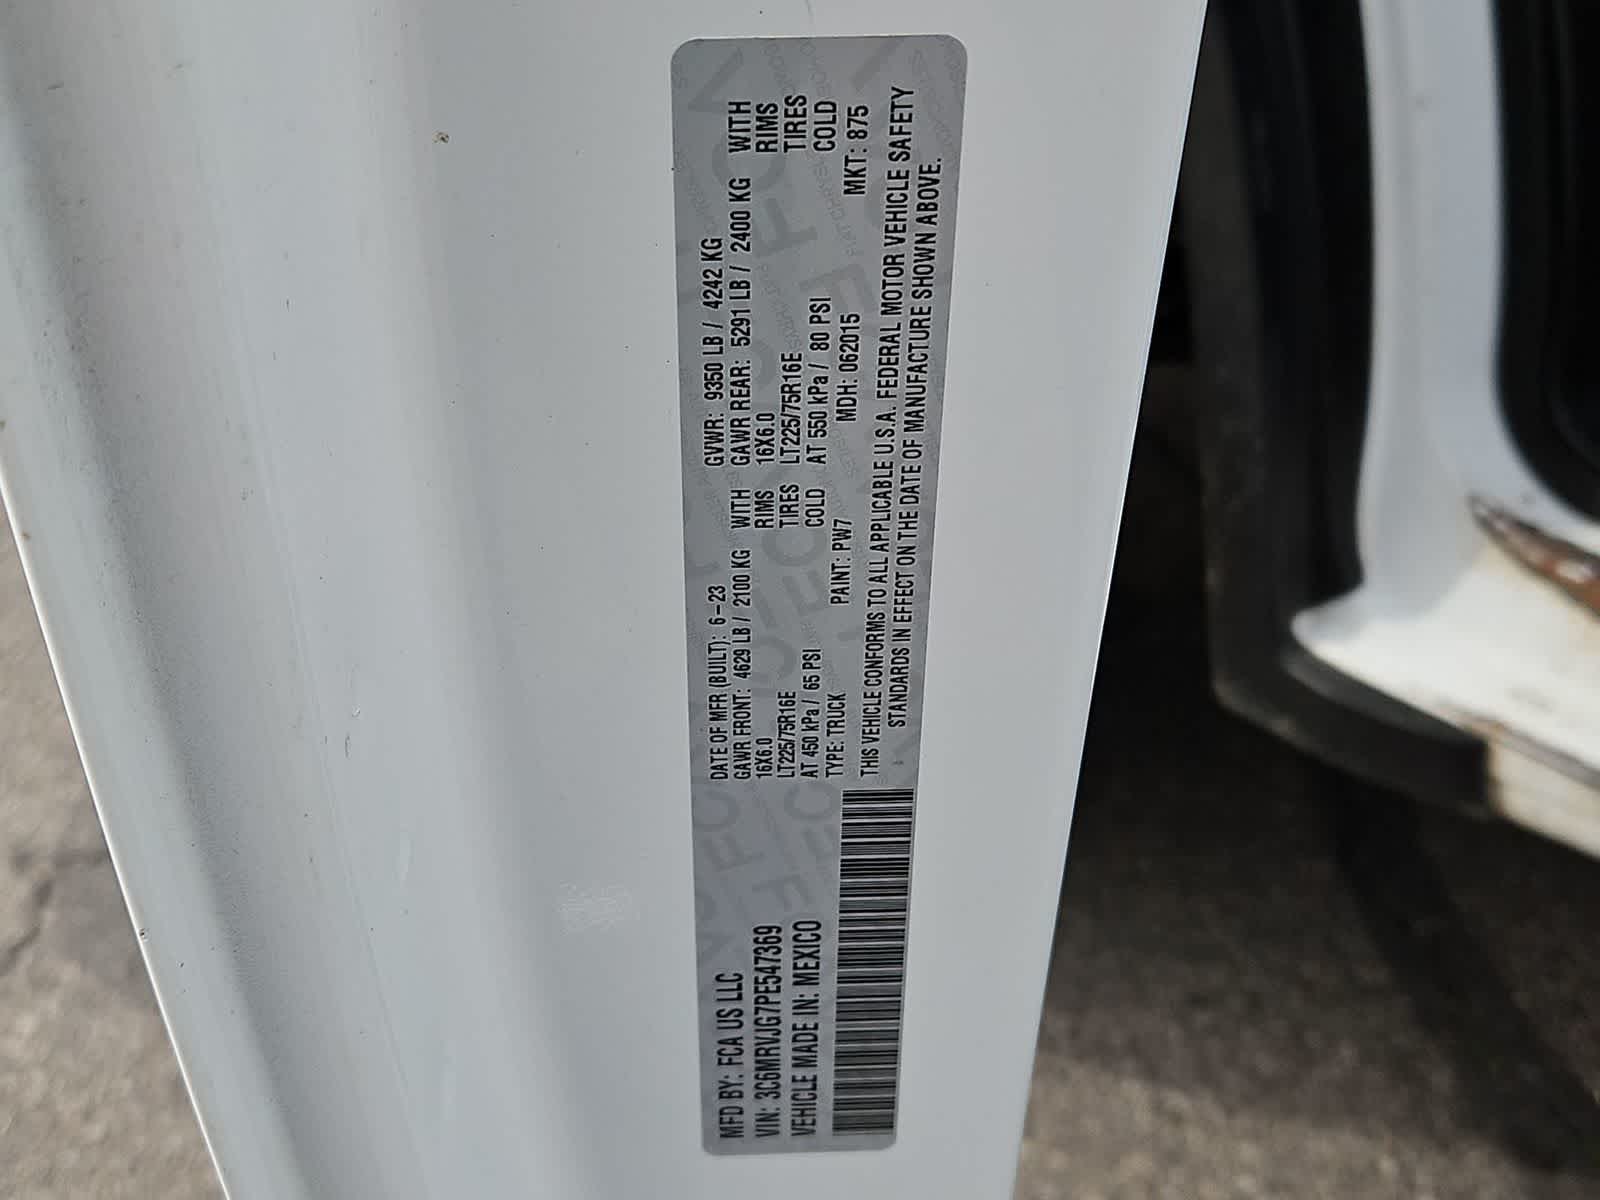 MFD BY: FCA US LLC
VIN: 3C6MRVJG7PE547369
VEHICLE MADE IN: MEXICO
DATE OF MFR (BUILT): 6-23 GVWR: 9350 LB / 4242 KG
GAWR FRONT: 4629 LB / 2100 KG WITH GAWR REAR: 5291 LB / 2400 KG WITH
16X6.0 RIMS 16X6.0 RIMS
LT225/75R16E TIRES LT225/75R16E TIRES
AT 450 kPa / 65 PSI COLD AT 550 kPa / 80 PSI COLD
TYPE: TRUCK PAINT: PW7 MDH: 062015 MKT: 875
THIS VEHICLE CONFORMS TO ALL APPLICABLE U.S.A. FEDERAL MOTOR VEHICLE SAFETY
STANDARDS IN EFFECT ON THE DATE OF MANUFACTURE SHOWN ABOVE.